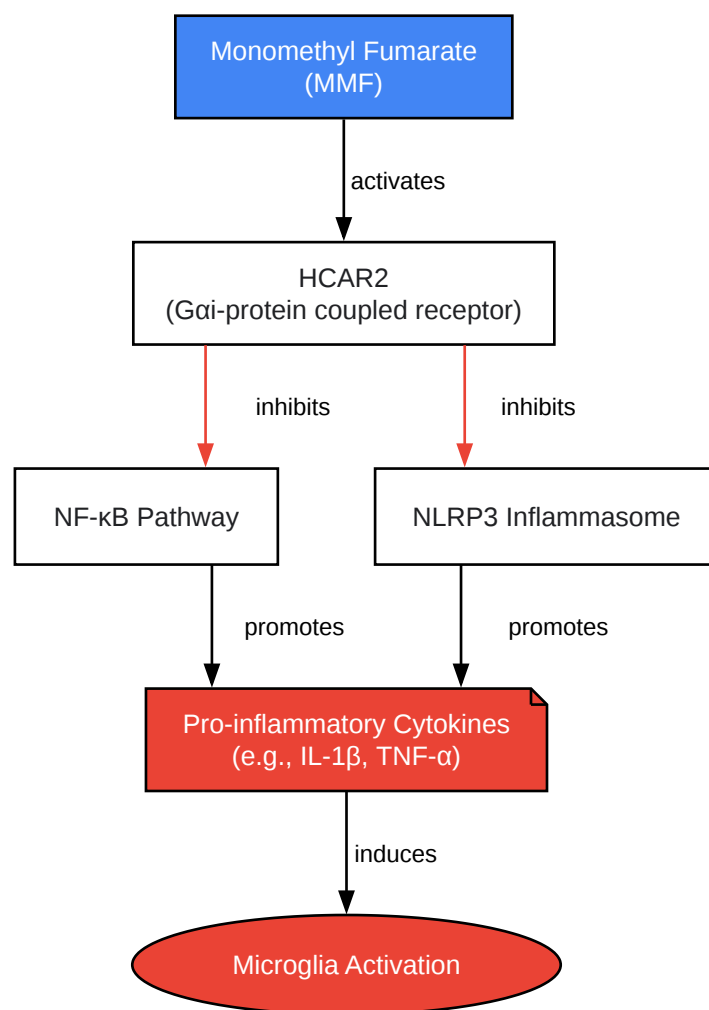 Monomethyl Fumarate
(MMF)
activates
HCAR2
(Gαi-protein coupled receptor)
inhibits
inhibits
NF-κB Pathway
NLRP3 Inflammasome
promotes
promotes
Pro-inflammatory Cytokines
(e.g., IL-1β, TNF-α)
induces
Microglia Activation